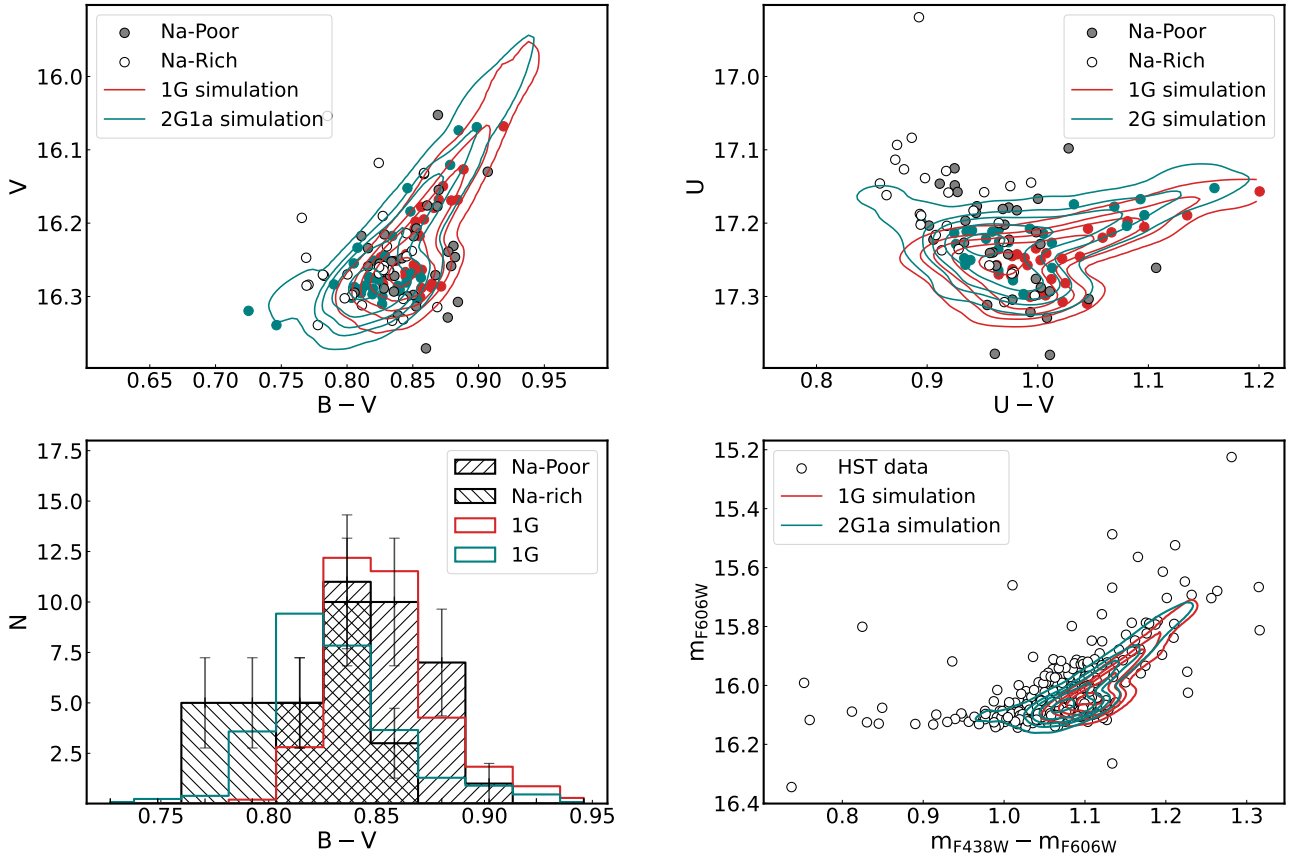 Na-Poor
Na-Rich
1G simulation
2G1a simulation
16.0
16.1
16.2
16.3
V
0.65 0.70 0.75 0.80 0.85 0.90 0.95
B − V
Na-Poor
Na-Rich
1G simulation
2G simulation
17.0
17.1
17.2
17.3
U
0.8 0.9 1.0 1.1 1.2
U − V
Na-Poor
Na-rich
1G
1G
17.5
15.0
12.5
10.0
7.5
5.0
2.5
N
0.75 0.80 0.85 0.90 0.95
B − V
HST data
1G simulation
2G1a simulation
15.2
15.4
15.6
15.8
16.0
16.2
16.4
m_F606W
0.8 0.9 1.0 1.1 1.2 1.3
m_F438W − m_F606W